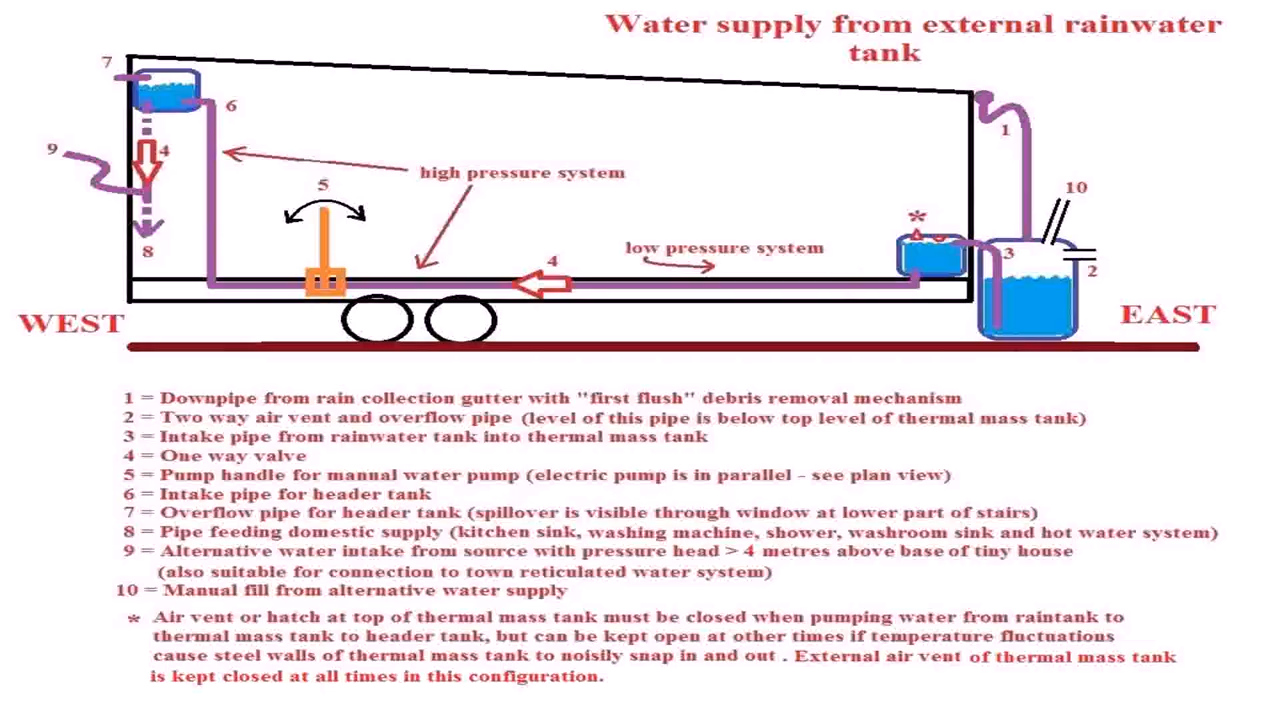 Water supply from external rainwater
tank
7
6
1
9
4
high pressure system
5
10
*
8
4
low pressure system
3
2
WEST
EAST
1 = Downpipe from rain collection gutter with "first flush" debris removal mechanism
2 = Two way air vent and overflow pipe (level of this pipe is below top level of thermal mass tank)
3 = Intake pipe from rainwater tank into thermal mass tank
4 = One way valve
5 = Pump handle for manual water pump (electric pump is in parallel - see plan view)
6 = Intake pipe for header tank
7 = Overflow pipe for header tank (spillover is visible through window at lower part of stairs)
8 = Pipe feeding domestic supply (kitchen sink, washing machine, shower, washroom sink and hot water system)
9 = Alternative water intake from source with pressure head > 4 metres above base of tiny house
(also suitable for connection to town reticulated water system)
10 = Manual fill from alternative water supply
* Air vent or hatch at top of thermal mass tank must be closed when pumping water from raintank to
thermal mass tank to header tank, but can be kept open at other times if temperature fluctuations
cause steel walls of thermal mass tank to noisily snap in and out . External air vent of thermal mass tank
is kept closed at all times in this configuration.